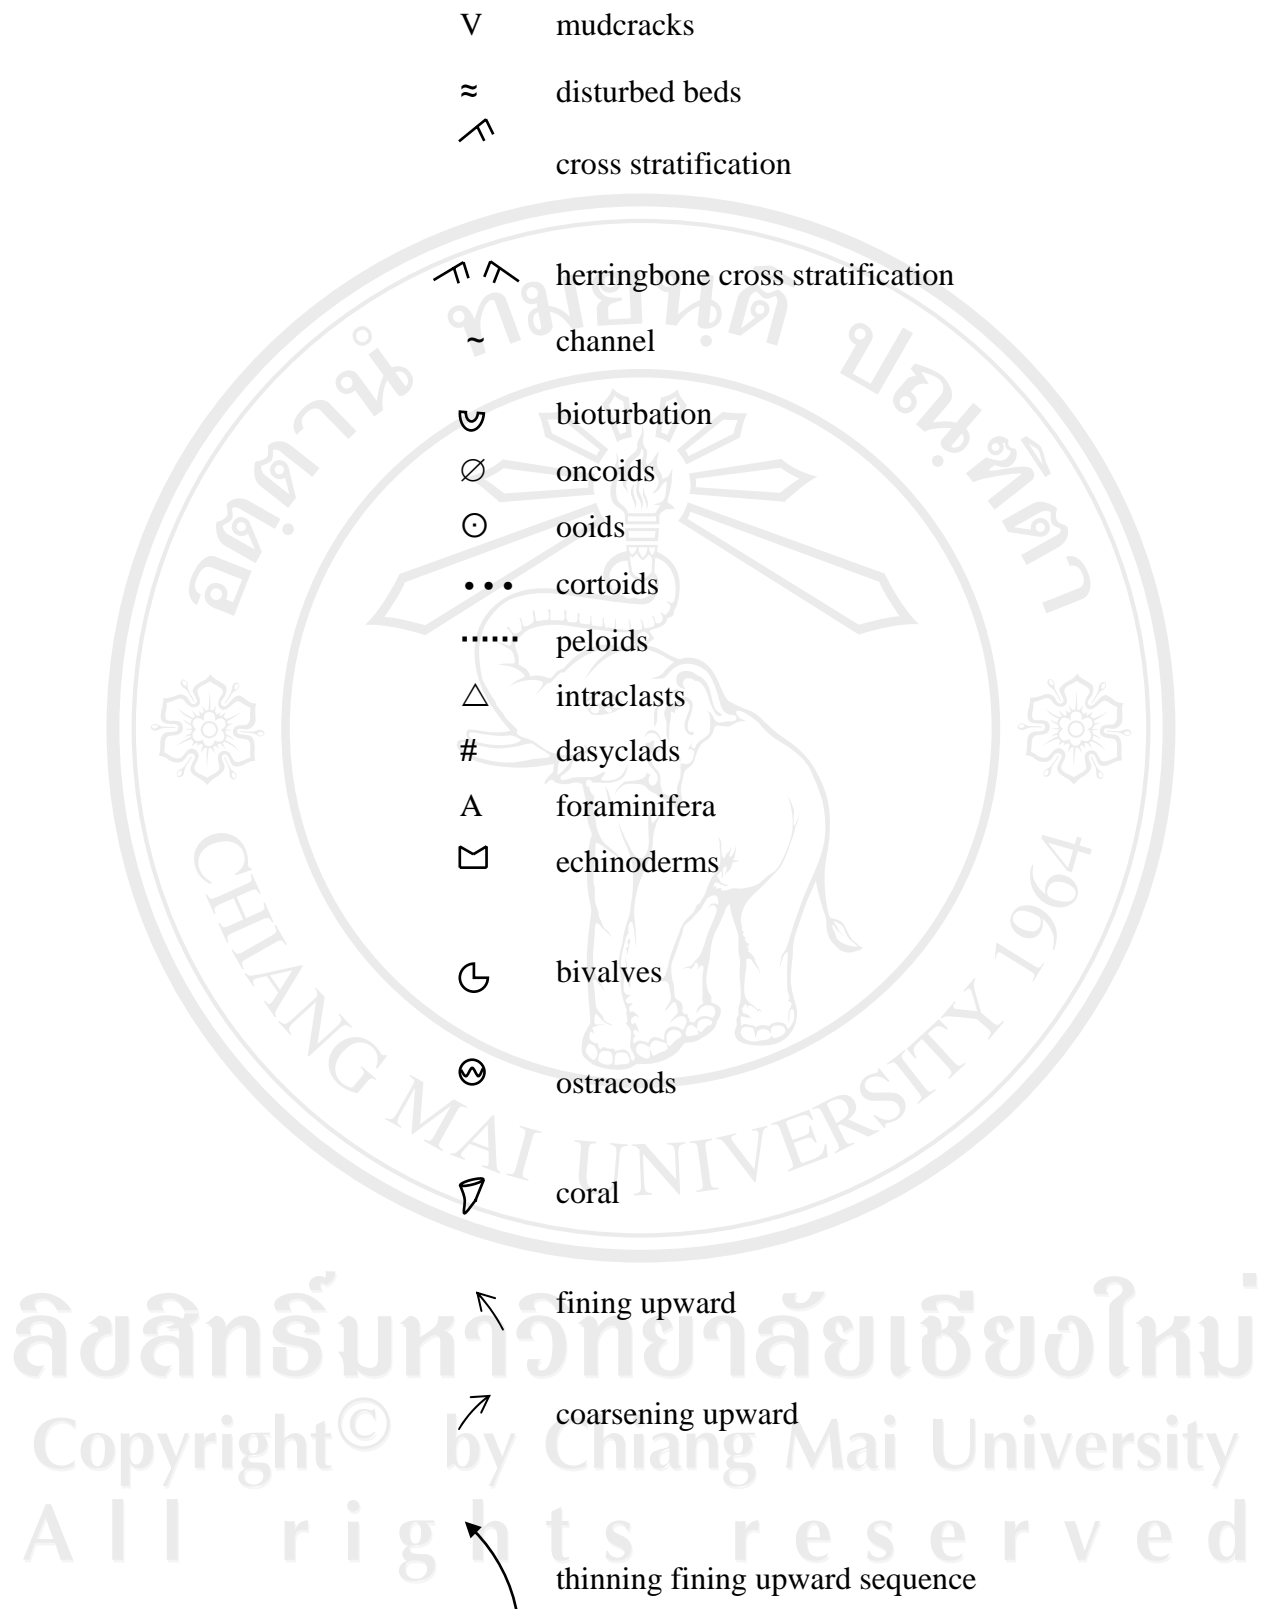 V mudcracks
≈ disturbed beds
cross stratification
herringbone cross stratification
~ channel
bioturbation
∅ oncoids
⊙ ooids
• • • cortoids
...... peloids
△ intraclasts
# dasyclads
A foraminifera
echinoderms
bivalves
ostracods
coral
fining upward
coarsening upward
thinning fining upward sequence
CHIANG MAI UNIVERSITY 1964
ลิขสิทธิ์มหาวิทยาลัยเชียงใหม่
Copyright© by Chiang Mai University
All rights reserved